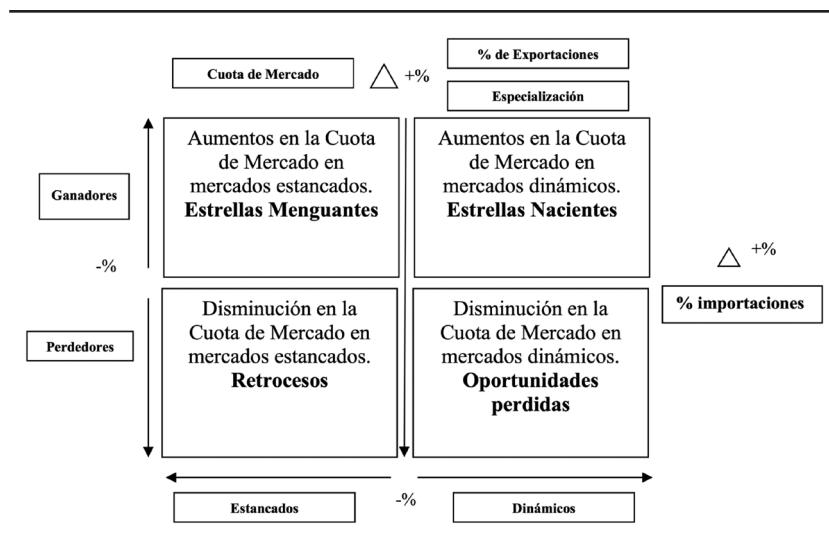 % de Exportaciones
Cuota de Mercado
+%
Especialización
Aumentos en la Cuota
de Mercado en
mercados estancados.
Estrellas Menguantes
Aumentos en la Cuota
de Mercado en
mercados dinámicos.
Estrellas Nacientes
Ganadores
-%
+%
% importaciones
Disminución en la
Cuota de Mercado en
mercados estancados.
Retrocesos
Disminución en la
Cuota de Mercado en
mercados dinámicos.
Oportunidades
perdidas
Perdedores
Estancados
-%
Dinámicos